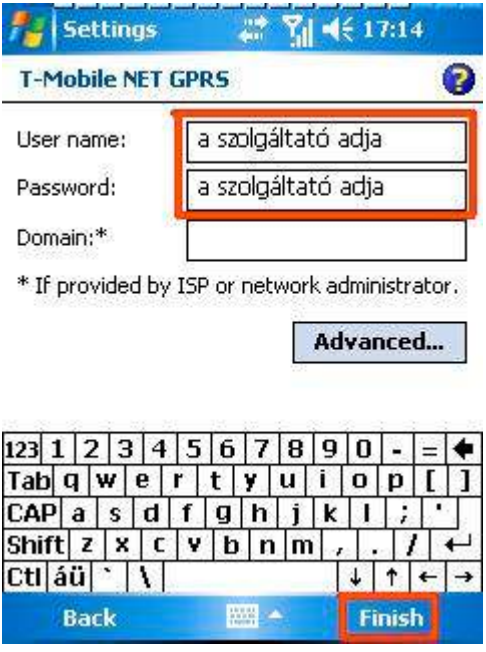 Settings 17:14
T-Mobile NET GPRS ?
User name: a szolgáltató adja
Password: a szolgáltató adja
Domain:*
* If provided by ISP or network administrator.
Advanced...
123 1 2 3 4 5 6 7 8 9 0 - = 🡄
Tab q w e r t y u i o p [ ]
CAP a s d f g h j k l ; '
Shift z x c v b n m , . / ↵
Ctl áü ` \ ↓ ↑ ← →
Back Finish